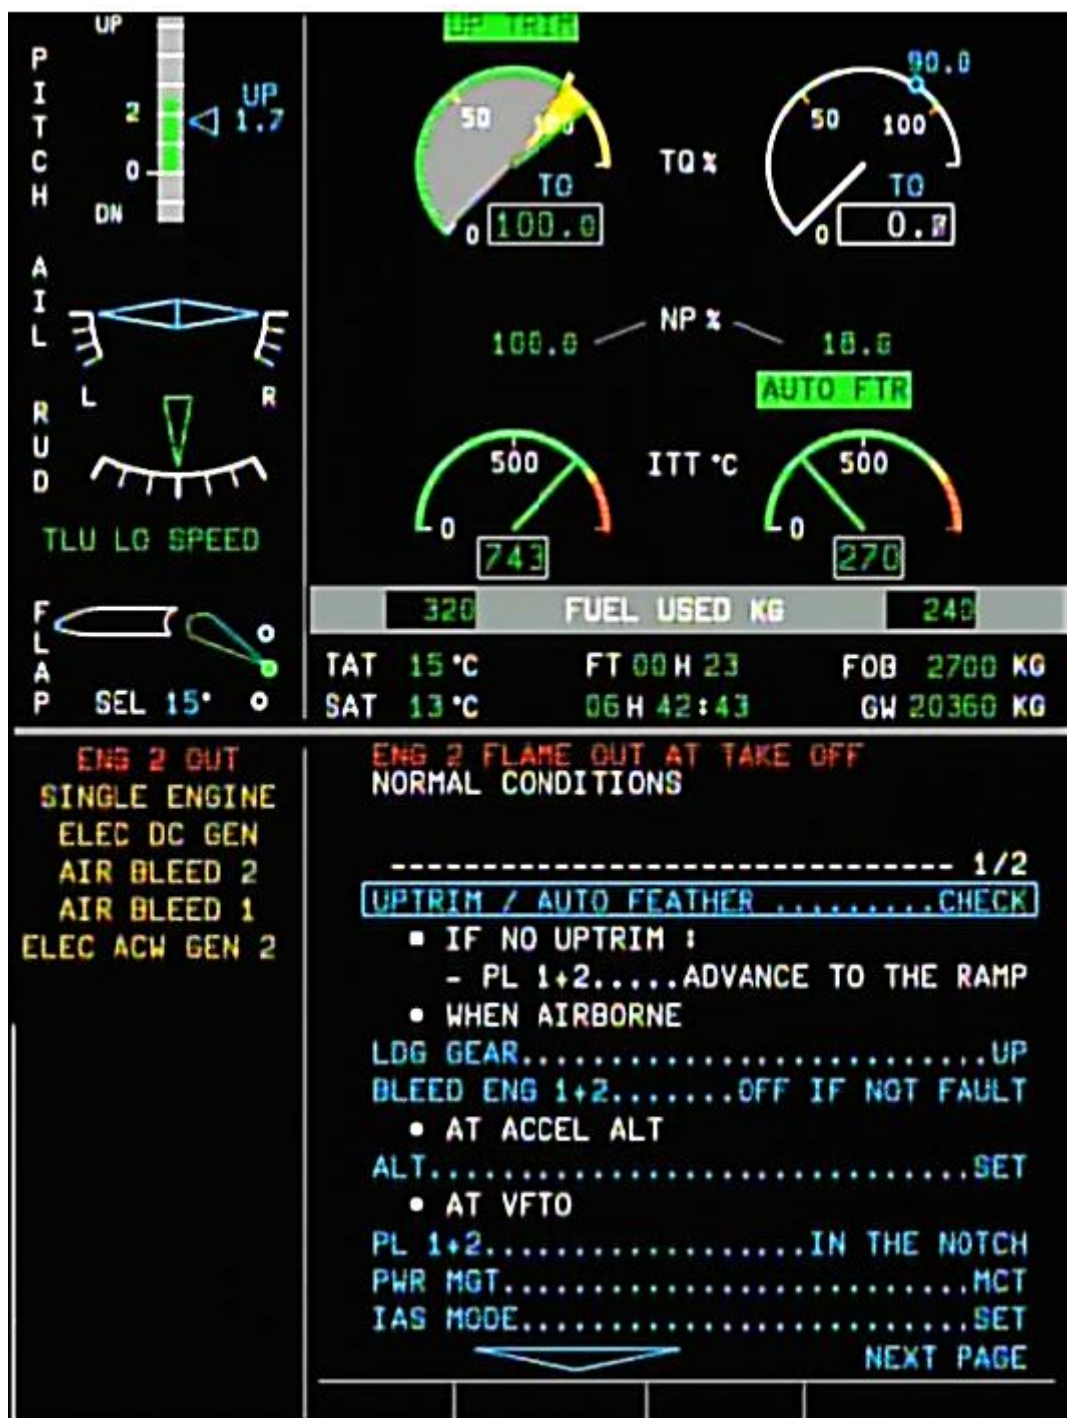 PITCH
UP
2
0
DN
UP
1.7
AIL
L
R
RUD
TLU LO SPEED
FLAP
SEL 15°
UP TRIM
50
100
TO
0
100.0
TQ %
90.0
50
100
TO
0
NP %
100.0
18.0
AUTO FTR
500
0
743
ITT °C
500
0
270
320 FUEL USED KG 240
TAT 15 °C FT 00 H 23 FOB 2700 KG
SAT 13 °C 06 H 42:43 GW 20360 KG
ENG 2 OUT
SINGLE ENGINE
ELEC DC GEN
AIR BLEED 2
AIR BLEED 1
ELEC ACW GEN 2
ENG 2 FLAME OUT AT TAKE OFF
NORMAL CONDITIONS
------------------------------- 1/2
UPTRIM / AUTO FEATHER .........CHECK
• IF NO UPTRIM :
- PL 1+2.....ADVANCE TO THE RAMP
• WHEN AIRBORNE
LDG GEAR..........................UP
BLEED ENG 1+2.......OFF IF NOT FAULT
• AT ACCEL ALT
ALT..............................SET
• AT VFTO
PL 1+2..................IN THE NOTCH
PWR MGT..........................MCT
IAS MODE.........................SET
NEXT PAGE